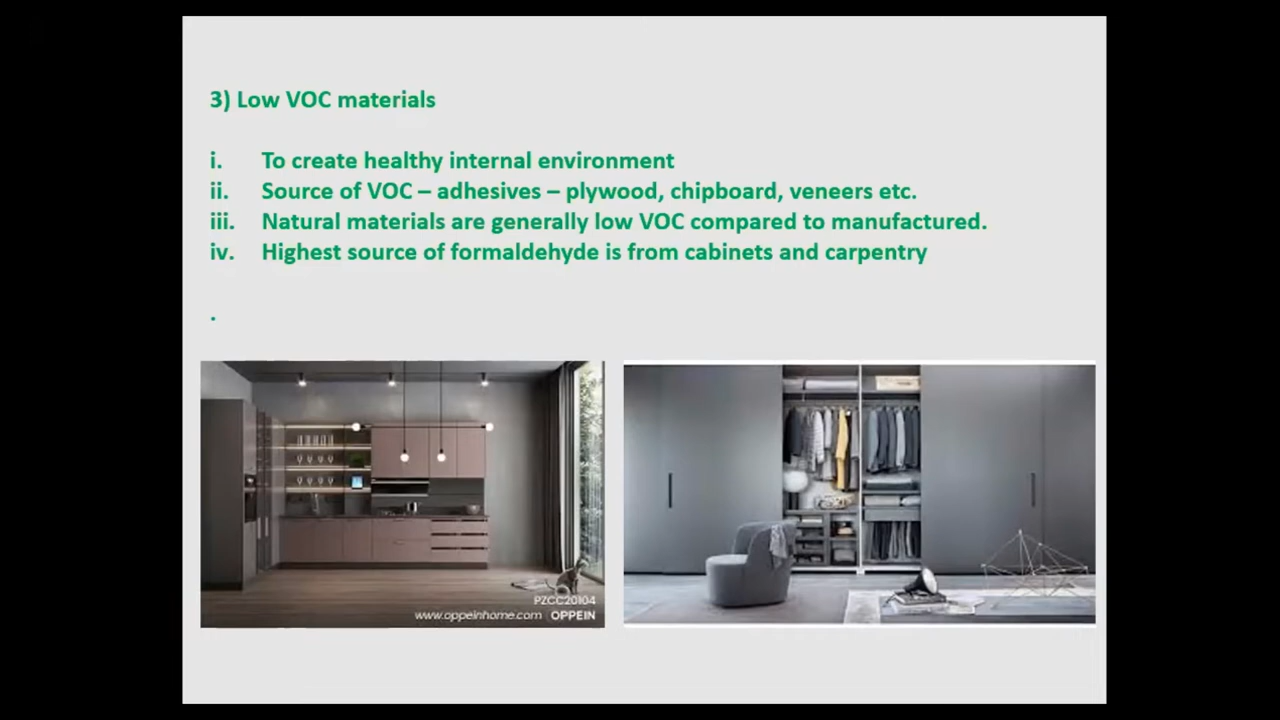 3) Low VOC materials
i. To create healthy internal environment
ii. Source of VOC – adhesives – plywood, chipboard, veneers etc.
iii. Natural materials are generally low VOC compared to manufactured.
iv. Highest source of formaldehyde is from cabinets and carpentry
.
PZCC20104
www.oppeinhome.com OPPEIN